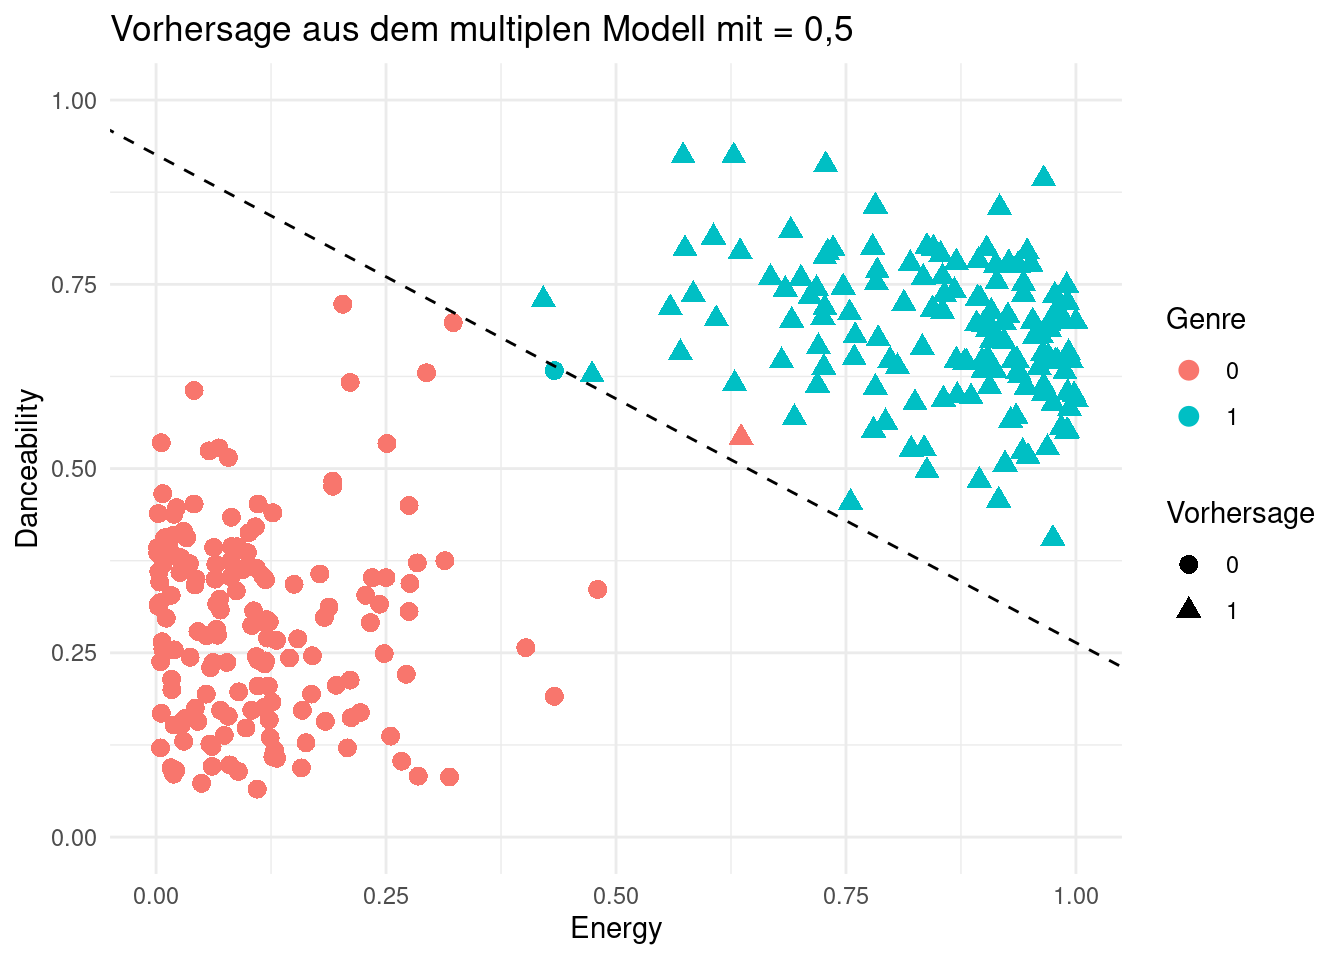 Vorhersage aus dem multiplen Modell mit = 0,5
1.00
0.75
0.50
0.25
0.00
Danceability
0.00 0.25 0.50 0.75 1.00
Energy
Genre
0
1
Vorhersage
0
1